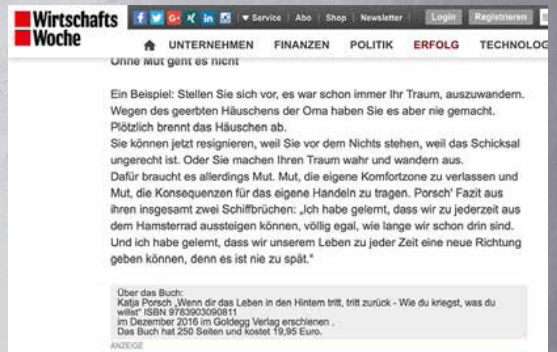 Wirtschafts
Woche
Service | Abo | Shop | Newsletter
Login
Registrieren
UNTERNEHMEN FINANZEN POLITIK ERFOLG TECHNOLOG
Ohne Mut geht es nicht
Ein Beispiel: Stellen Sie sich vor, es war schon immer Ihr Traum, auszuwandern.
Wegen des geerbten Häuschens der Oma haben Sie es aber nie gemacht.
Plötzlich brennt das Häuschen ab.
Sie können jetzt resignieren, weil Sie vor dem Nichts stehen, weil das Schicksal
ungerecht ist. Oder Sie machen Ihren Traum wahr und wandern aus.
Dafür braucht es allerdings Mut. Mut, die eigene Komfortzone zu verlassen und
Mut, die Konsequenzen für das eigene Handeln zu tragen. Porsch' Fazit aus
ihren insgesamt zwei Schiffbrüchen: „Ich habe gelernt, dass wir zu jederzeit aus
dem Hamsterrad aussteigen können, völlig egal, wie lange wir schon drin sind.
Und ich habe gelernt, dass wir unserem Leben zu jeder Zeit eine neue Richtung
geben können, denn es ist nie zu spät."
Über das Buch:
Katja Porsch „Wenn dir das Leben in den Hintern tritt, tritt zurück - Wie du kriegst, was du
willst" ISBN 9783903090811
im Dezember 2016 im Goldegg Verlag erschienen .
Das Buch hat 250 Seiten und kostet 19,95 Euro.
ANZEIGE